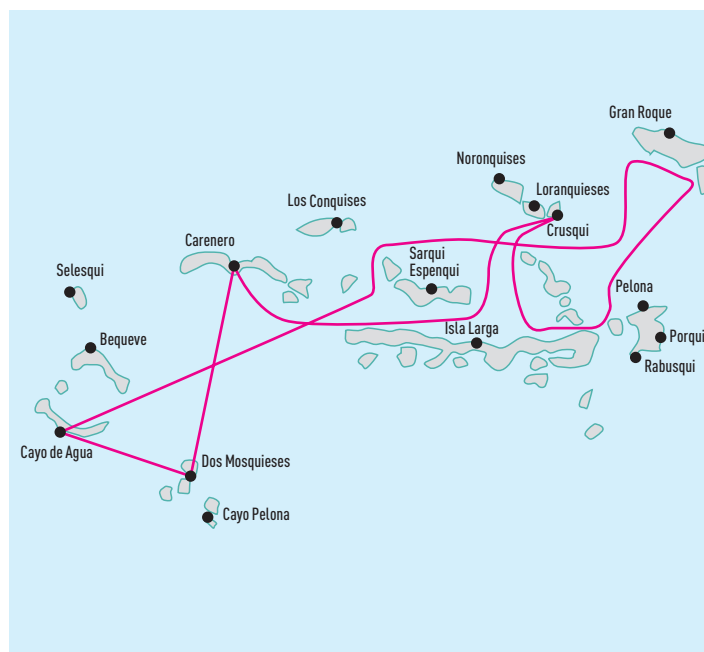 Gran Roque
Noronquises
Loranquieses
Los Conquises
Crusqui
Carenero
Sarqui
Espenqui
Selesqui
Pelona
Isla Larga
Bequeve
Porqui
Rabusqui
Cayo de Agua
Dos Mosquieses
Cayo Pelona